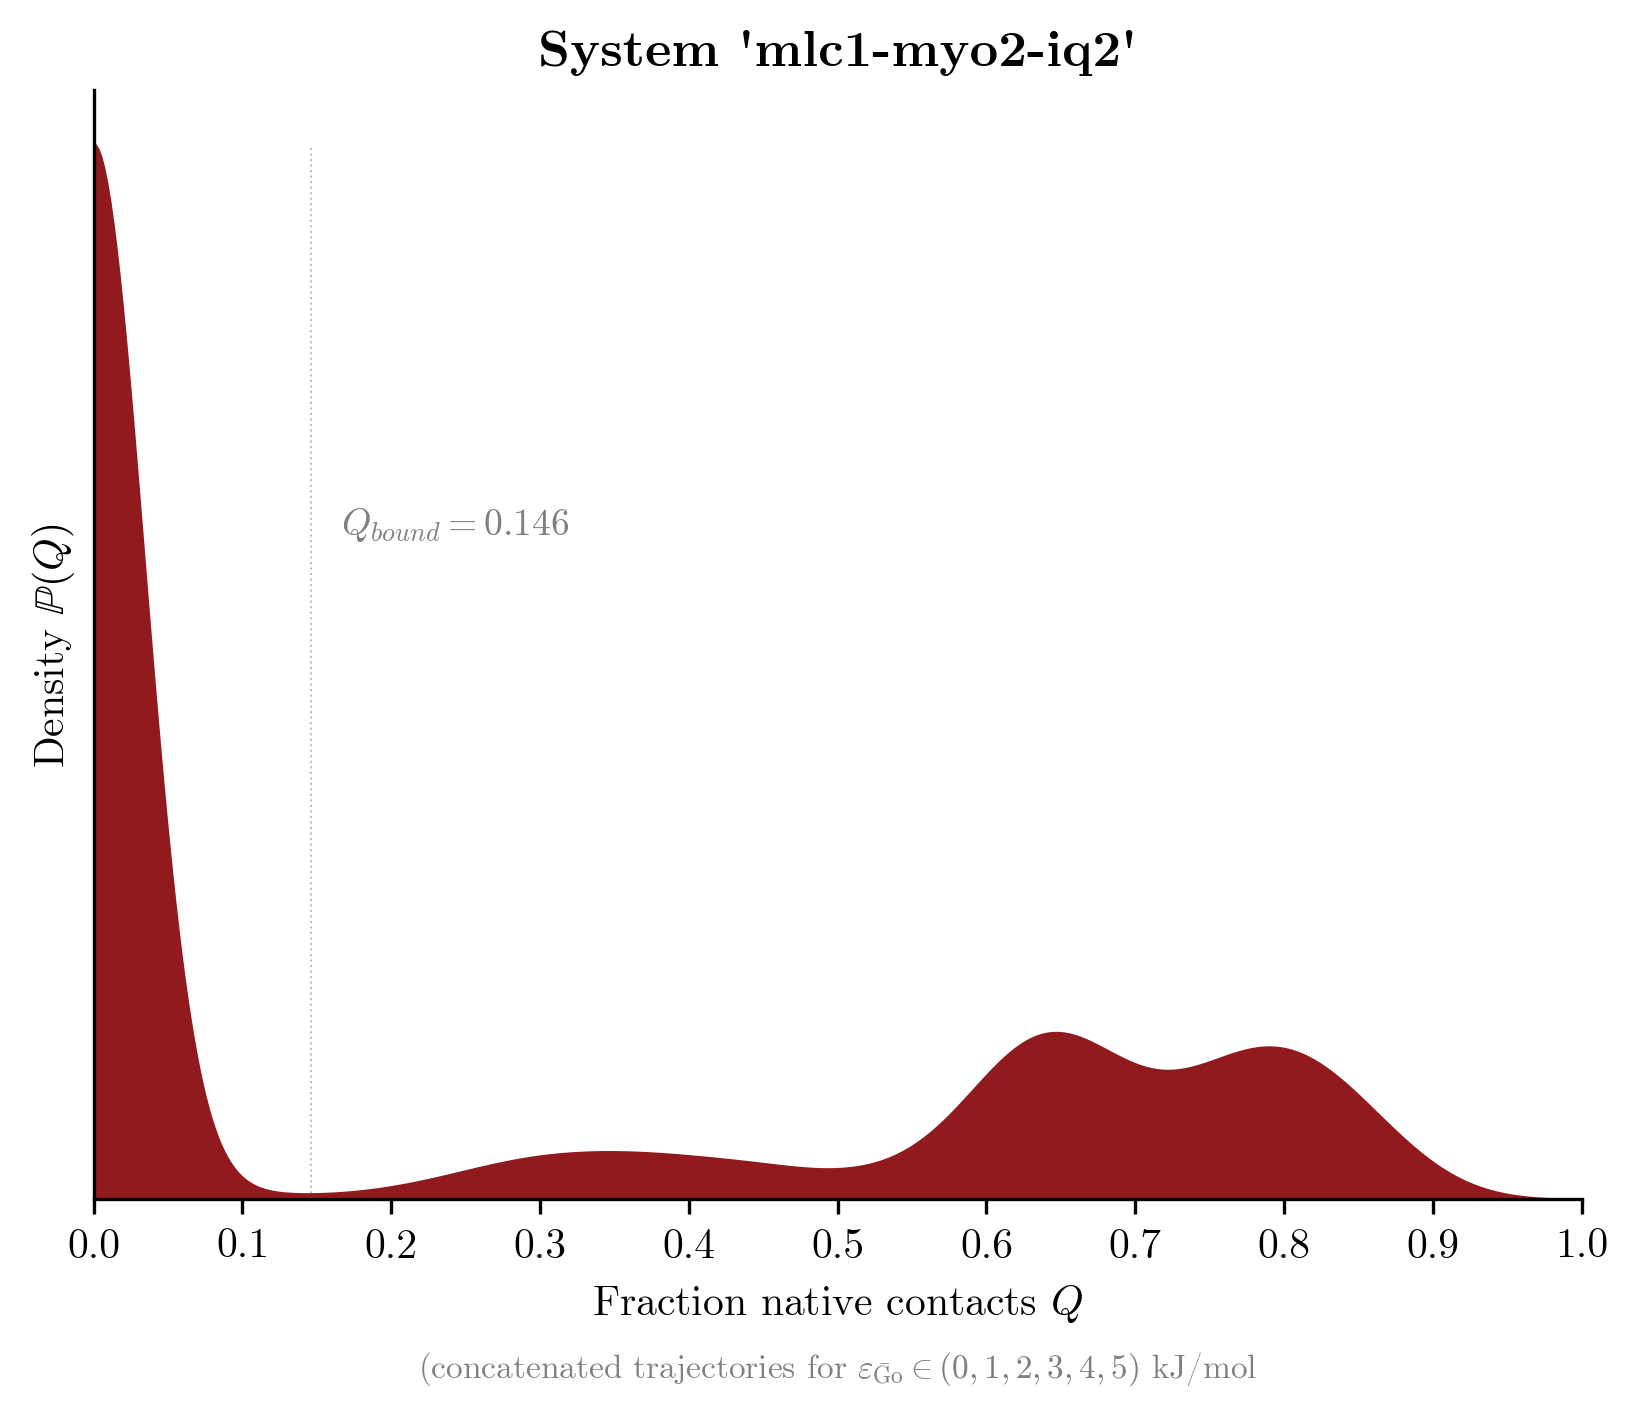 System 'mlc1-myo2-iq2'
Density ℙ(Q)
Q_bound = 0.146
0.0 0.1 0.2 0.3 0.4 0.5 0.6 0.7 0.8 0.9 1.0
Fraction native contacts Q
(concatenated trajectories for ε_Ḡo ∈ (0, 1, 2, 3, 4, 5) kJ/mol